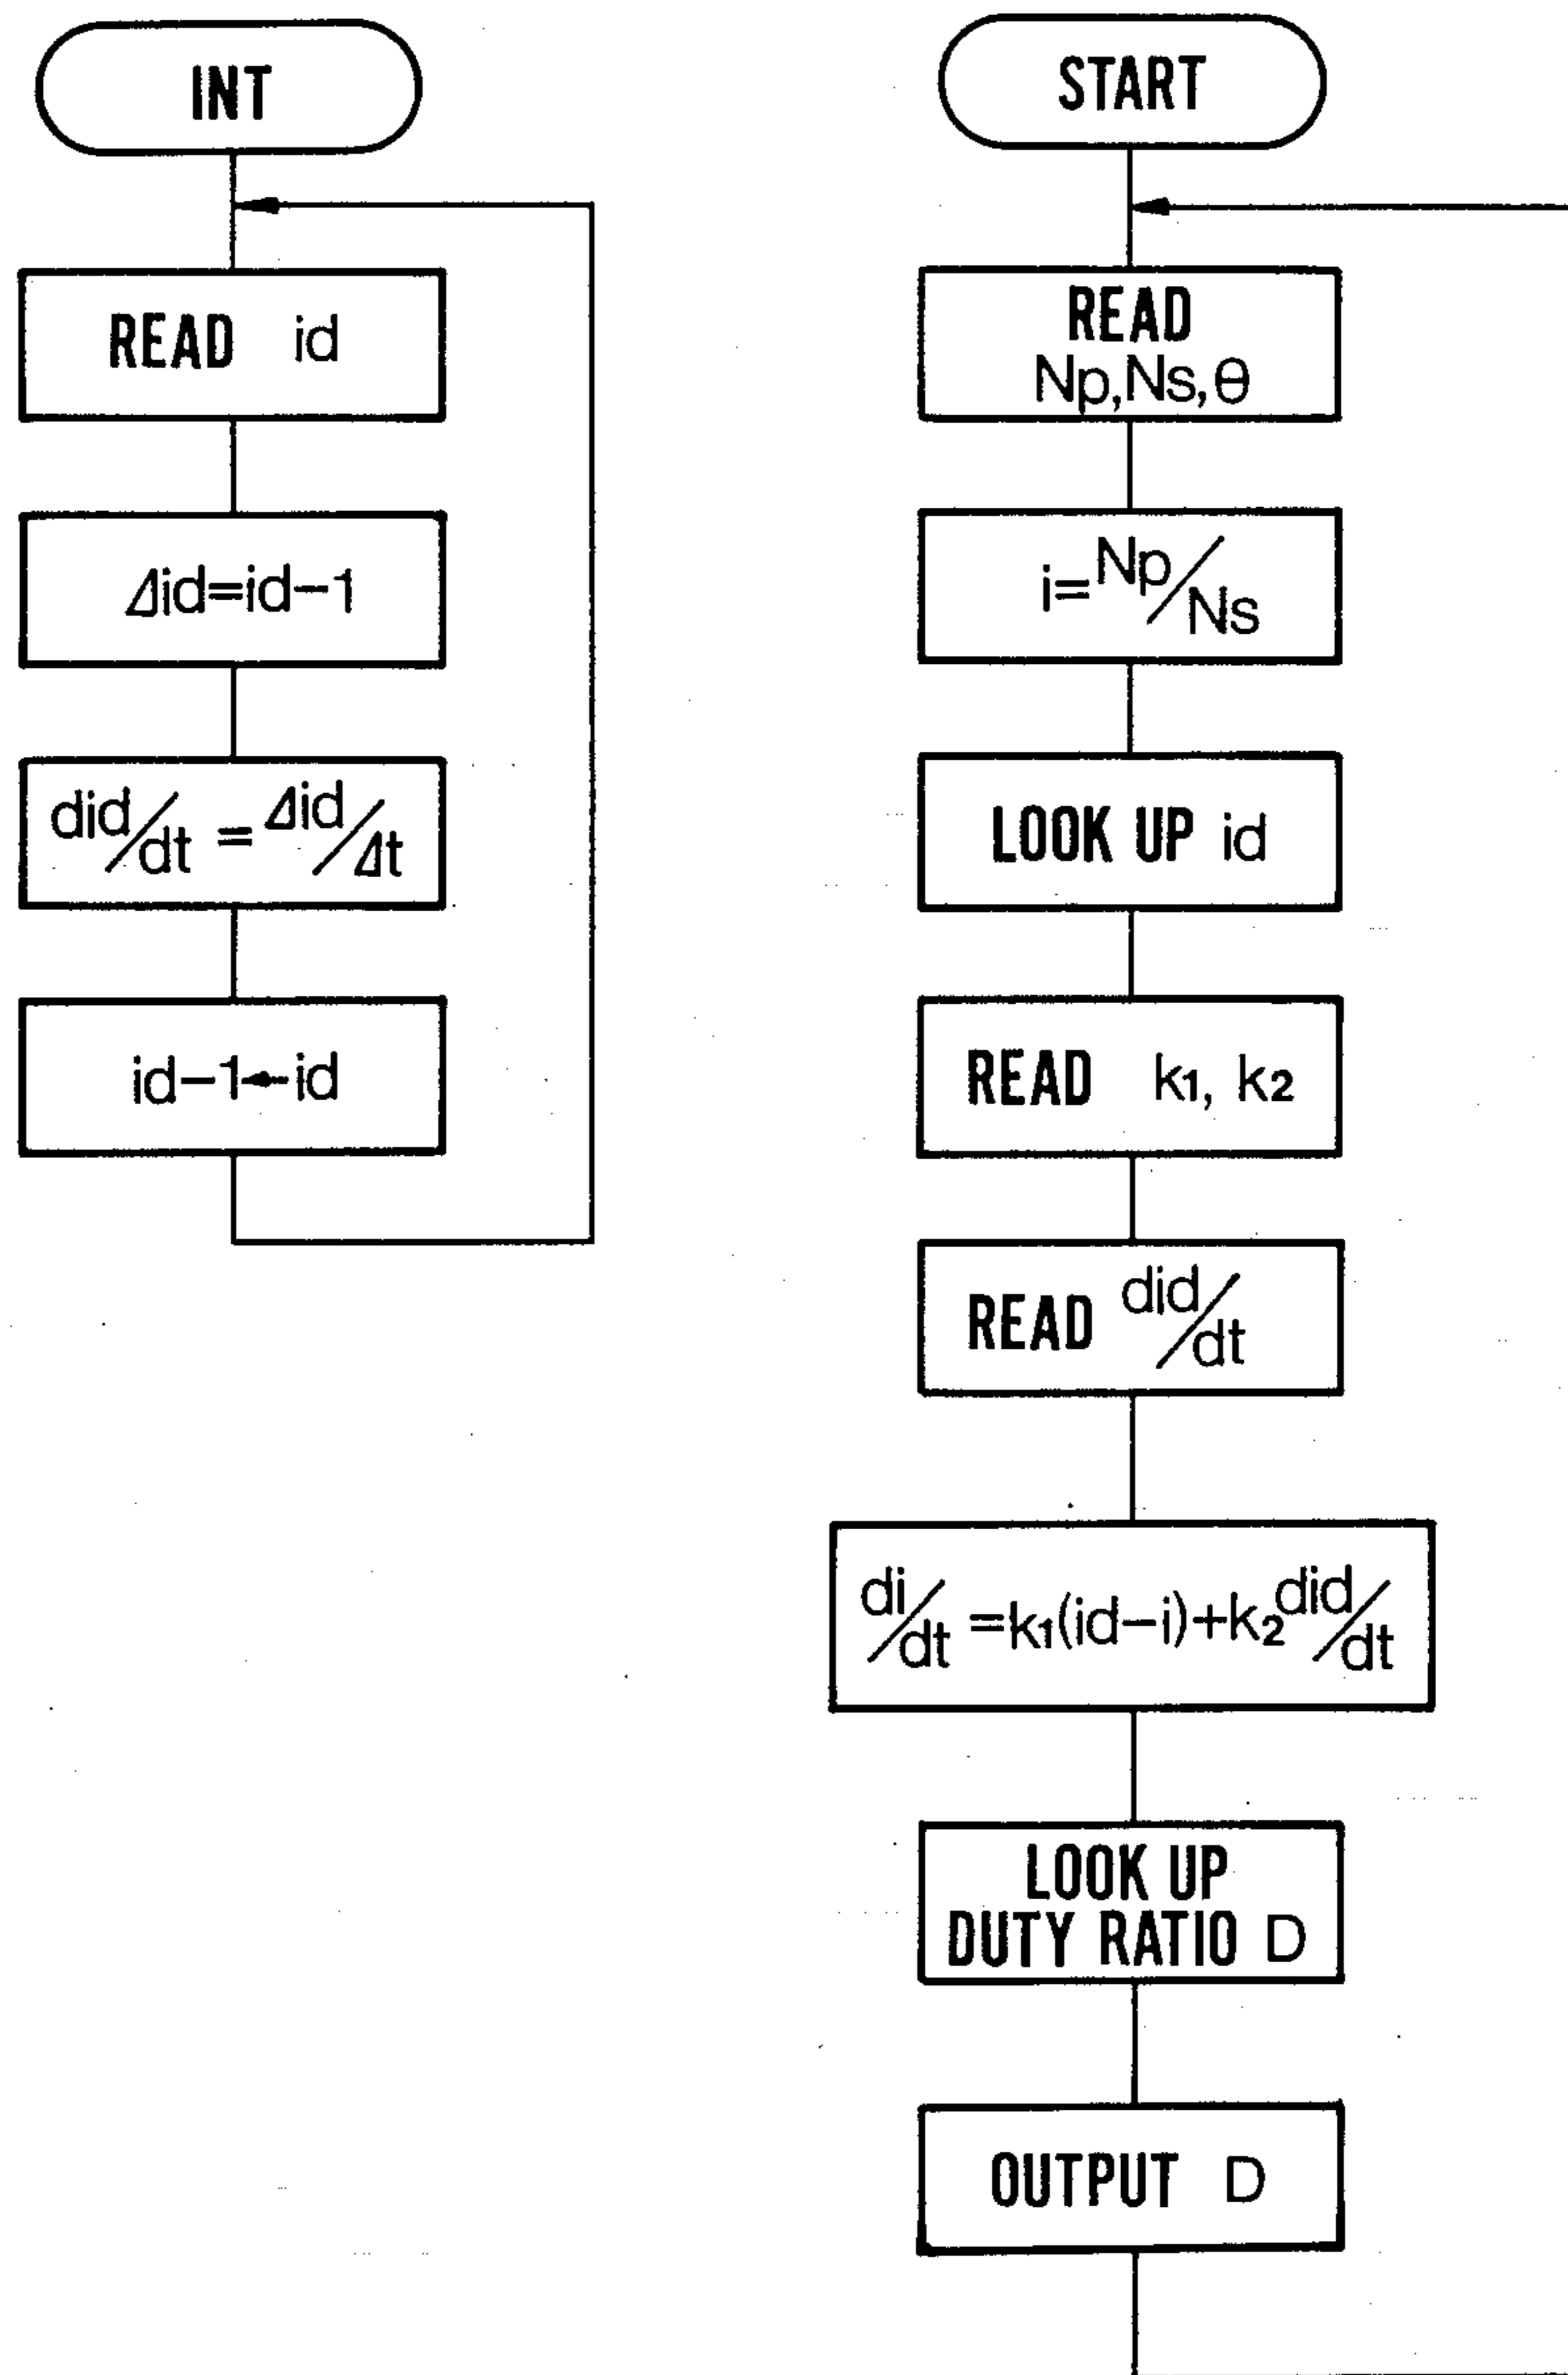 INT
READ id
Δid=id-1
did/dt = Δid/Δt
id-1←id
START
READ
Np,Ns,θ
i=Np/Ns
LOOK UP id
READ k1, k2
READ did/dt
di/dt =k1(id-i)+k2 did/dt
LOOK UP
DUTY RATIO D
OUTPUT D